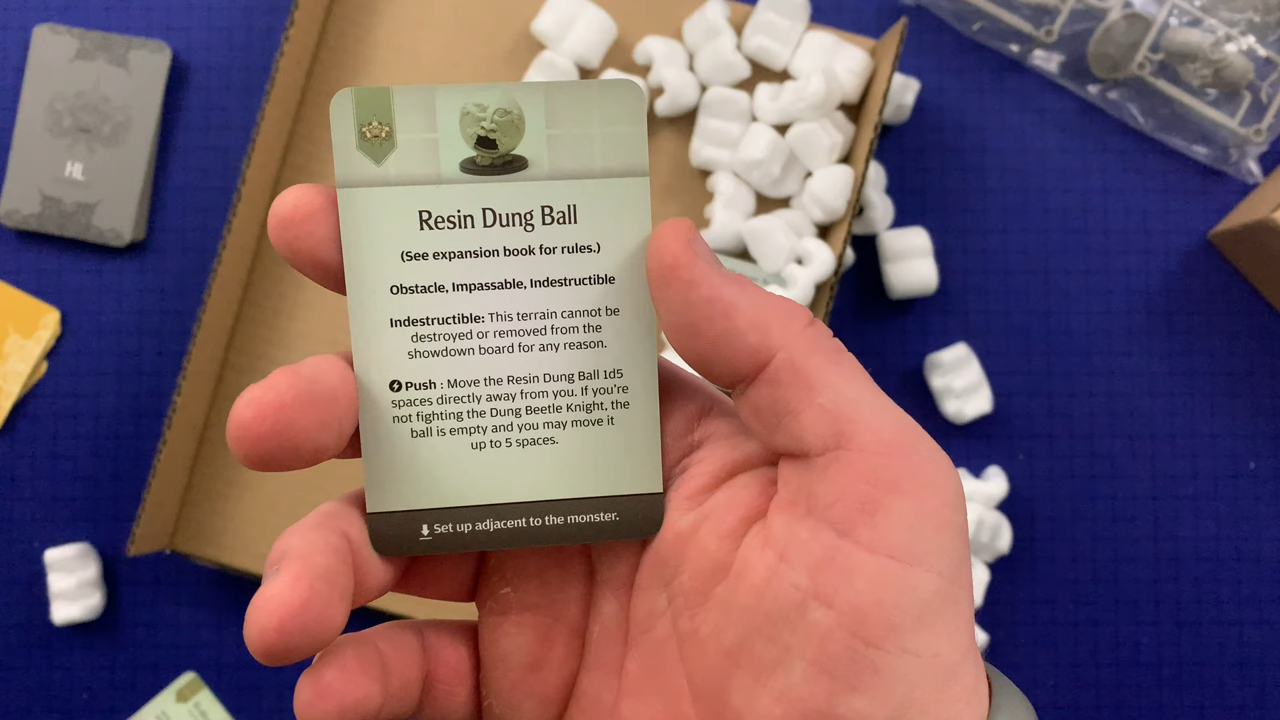 HL
Resin Dung Ball
(See expansion book for rules.)
Obstacle, Impassable, Indestructible
Indestructible: This terrain cannot be
destroyed or removed from the
showdown board for any reason.
Push : Move the Resin Dung Ball 1d5
spaces directly away from you. If you're
not fighting the Dung Beetle Knight, the
ball is empty and you may move it
up to 5 spaces.
Set up adjacent to the monster.